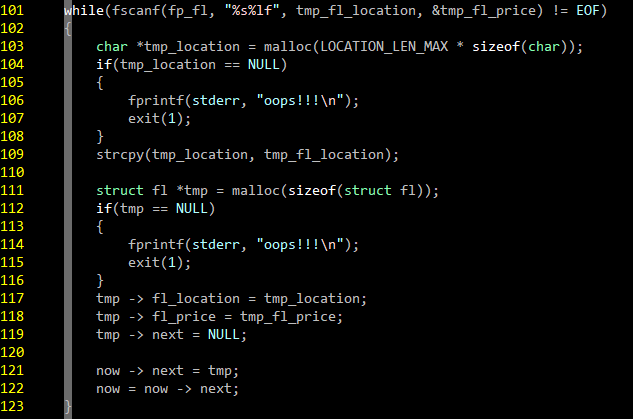 101 while(fscanf(fp_fl, "%s%lf", tmp_fl_location, &tmp_fl_price) != EOF)
102 {
103     char *tmp_location = malloc(LOCATION_LEN_MAX * sizeof(char));
104     if(tmp_location == NULL)
105     {
106         fprintf(stderr, "oops!!!\n");
107         exit(1);
108     }
109     strcpy(tmp_location, tmp_fl_location);
110
111     struct fl *tmp = malloc(sizeof(struct fl));
112     if(tmp == NULL)
113     {
114         fprintf(stderr, "oops!!!\n");
115         exit(1);
116     }
117     tmp -> fl_location = tmp_location;
118     tmp -> fl_price = tmp_fl_price;
119     tmp -> next = NULL;
120
121     now -> next = tmp;
122     now = now -> next;
123 }